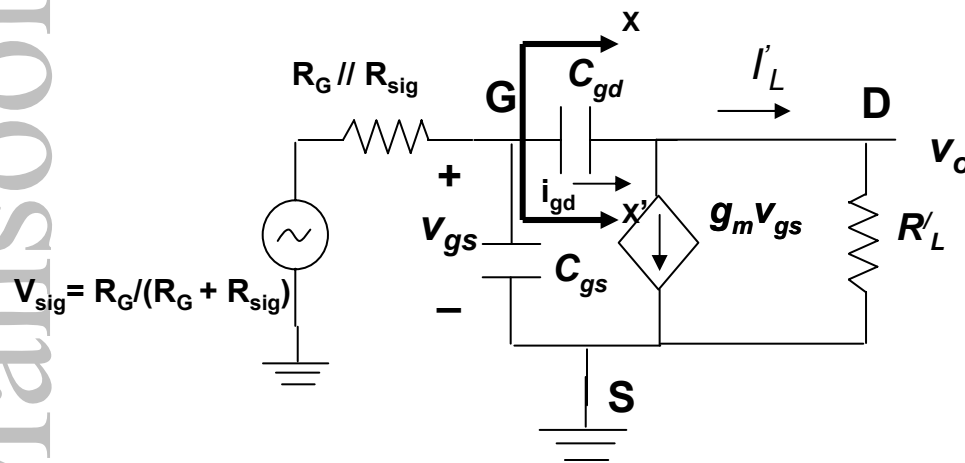 x
R_G // R_sig
G
C_gd
I'_L
D
v_o
+
i_gd
x'
v_gs
g_m v_gs
R'_L
C_gs
V_sig= R_G/(R_G + R_sig)
–
S